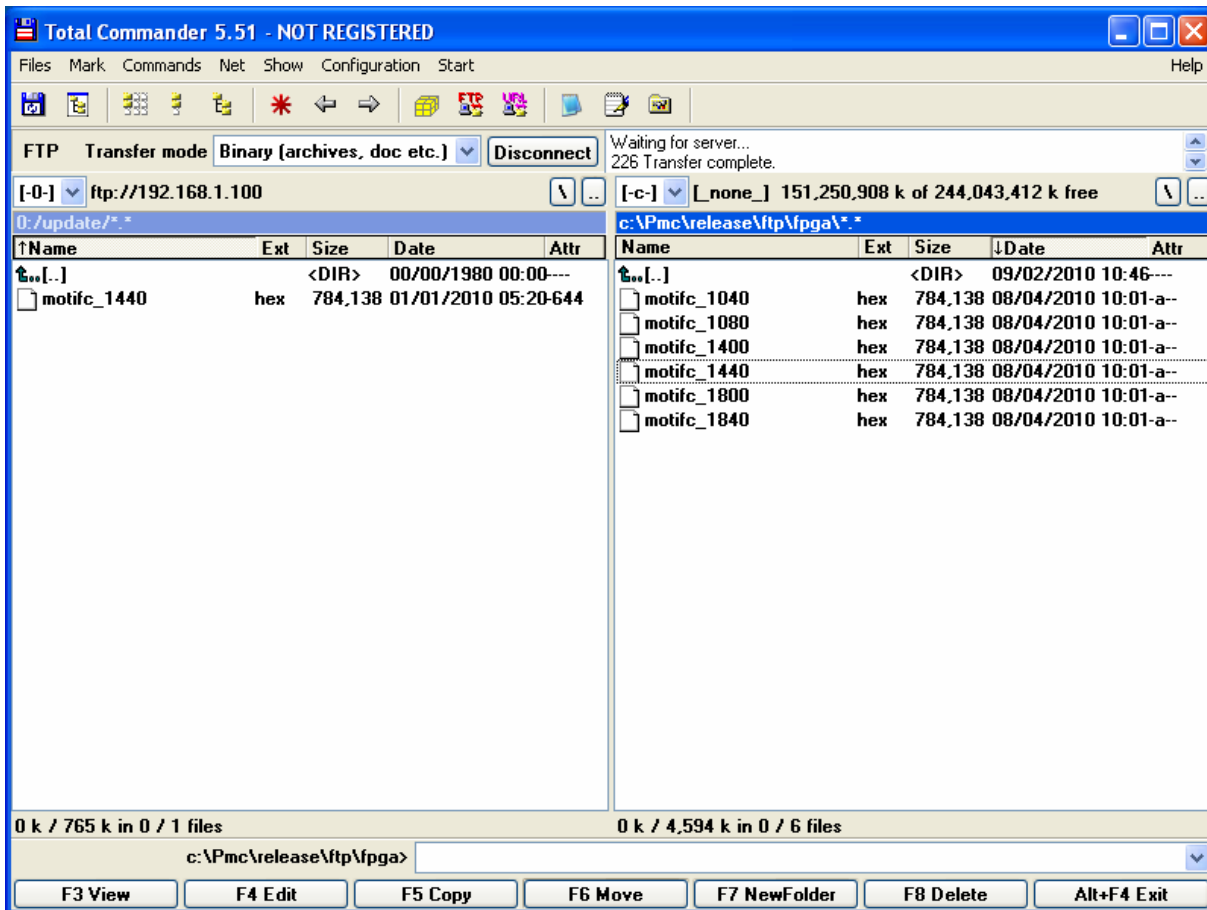 Total Commander 5.51 - NOT REGISTERED
Files Mark Commands Net Show Configuration Start Help
FTP Transfer mode Binary (archives, doc etc.) Disconnect
Waiting for server...
226 Transfer complete.
[-0-] ftp://192.168.1.100 \ ..
[-c-] [_none_] 151,250,908 k of 244,043,412 k free \ ..
0:/update/*.*
↑Name Ext Size Date Attr
[..] <DIR> 00/00/1980 00:00----
motifc_1440 hex 784,138 01/01/2010 05:20-644
0 k / 765 k in 0 / 1 files
c:\Pmc\release\ftp\fpga\*.*
Name Ext Size ↓Date Attr
[..] <DIR> 09/02/2010 10:46----
motifc_1040 hex 784,138 08/04/2010 10:01-a--
motifc_1080 hex 784,138 08/04/2010 10:01-a--
motifc_1400 hex 784,138 08/04/2010 10:01-a--
motifc_1440 hex 784,138 08/04/2010 10:01-a--
motifc_1800 hex 784,138 08/04/2010 10:01-a--
motifc_1840 hex 784,138 08/04/2010 10:01-a--
0 k / 4,594 k in 0 / 6 files
c:\Pmc\release\ftp\fpga>
F3 View F4 Edit F5 Copy F6 Move F7 NewFolder F8 Delete Alt+F4 Exit